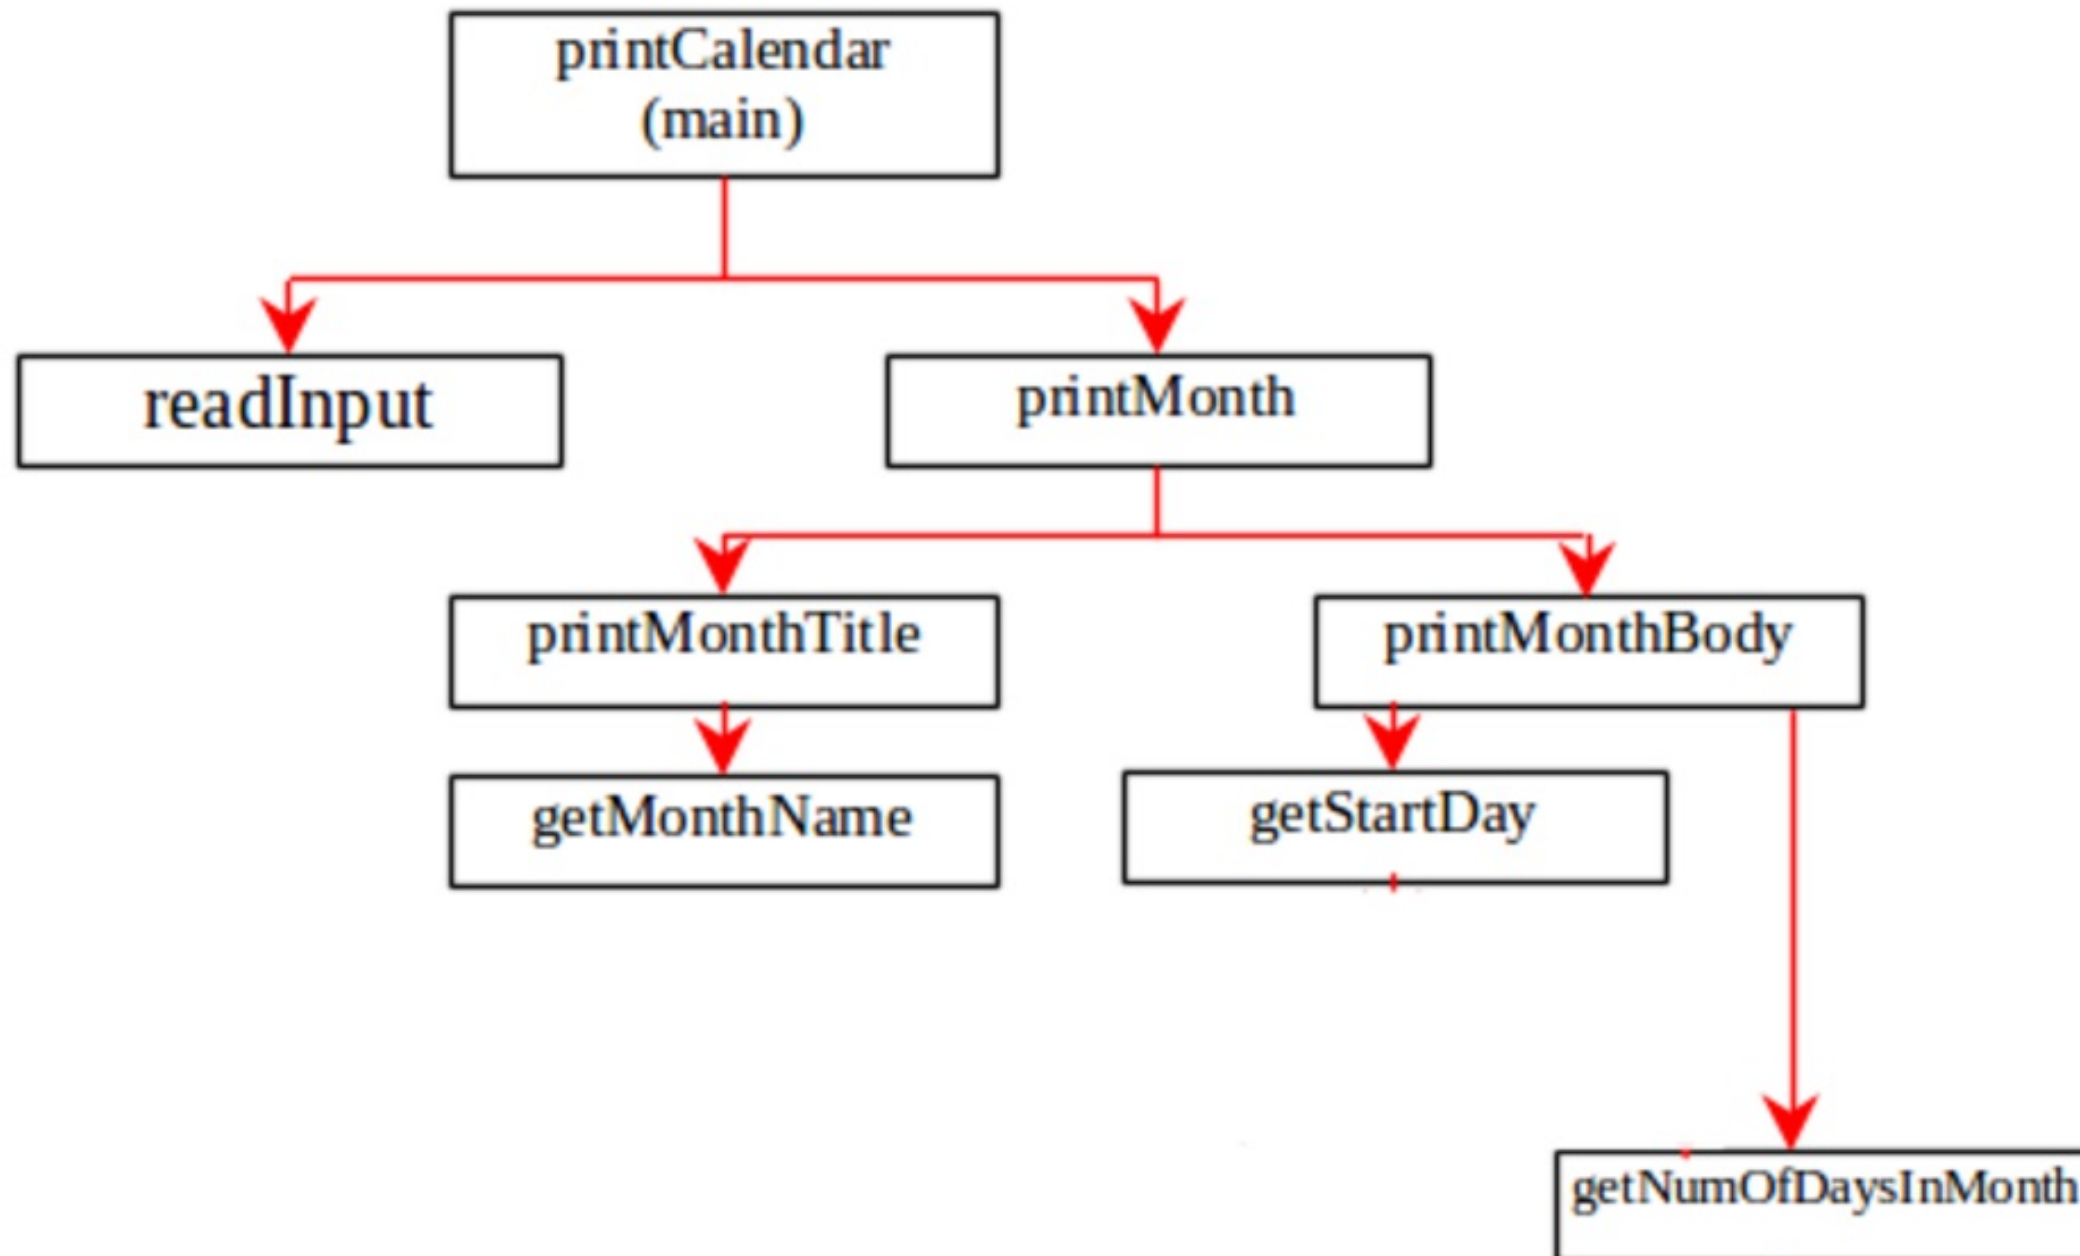 printCalendar
(main)
readInput
printMonth
printMonthTitle
printMonthBody
getMonthName
getStartDay
getNumOfDaysInMonth